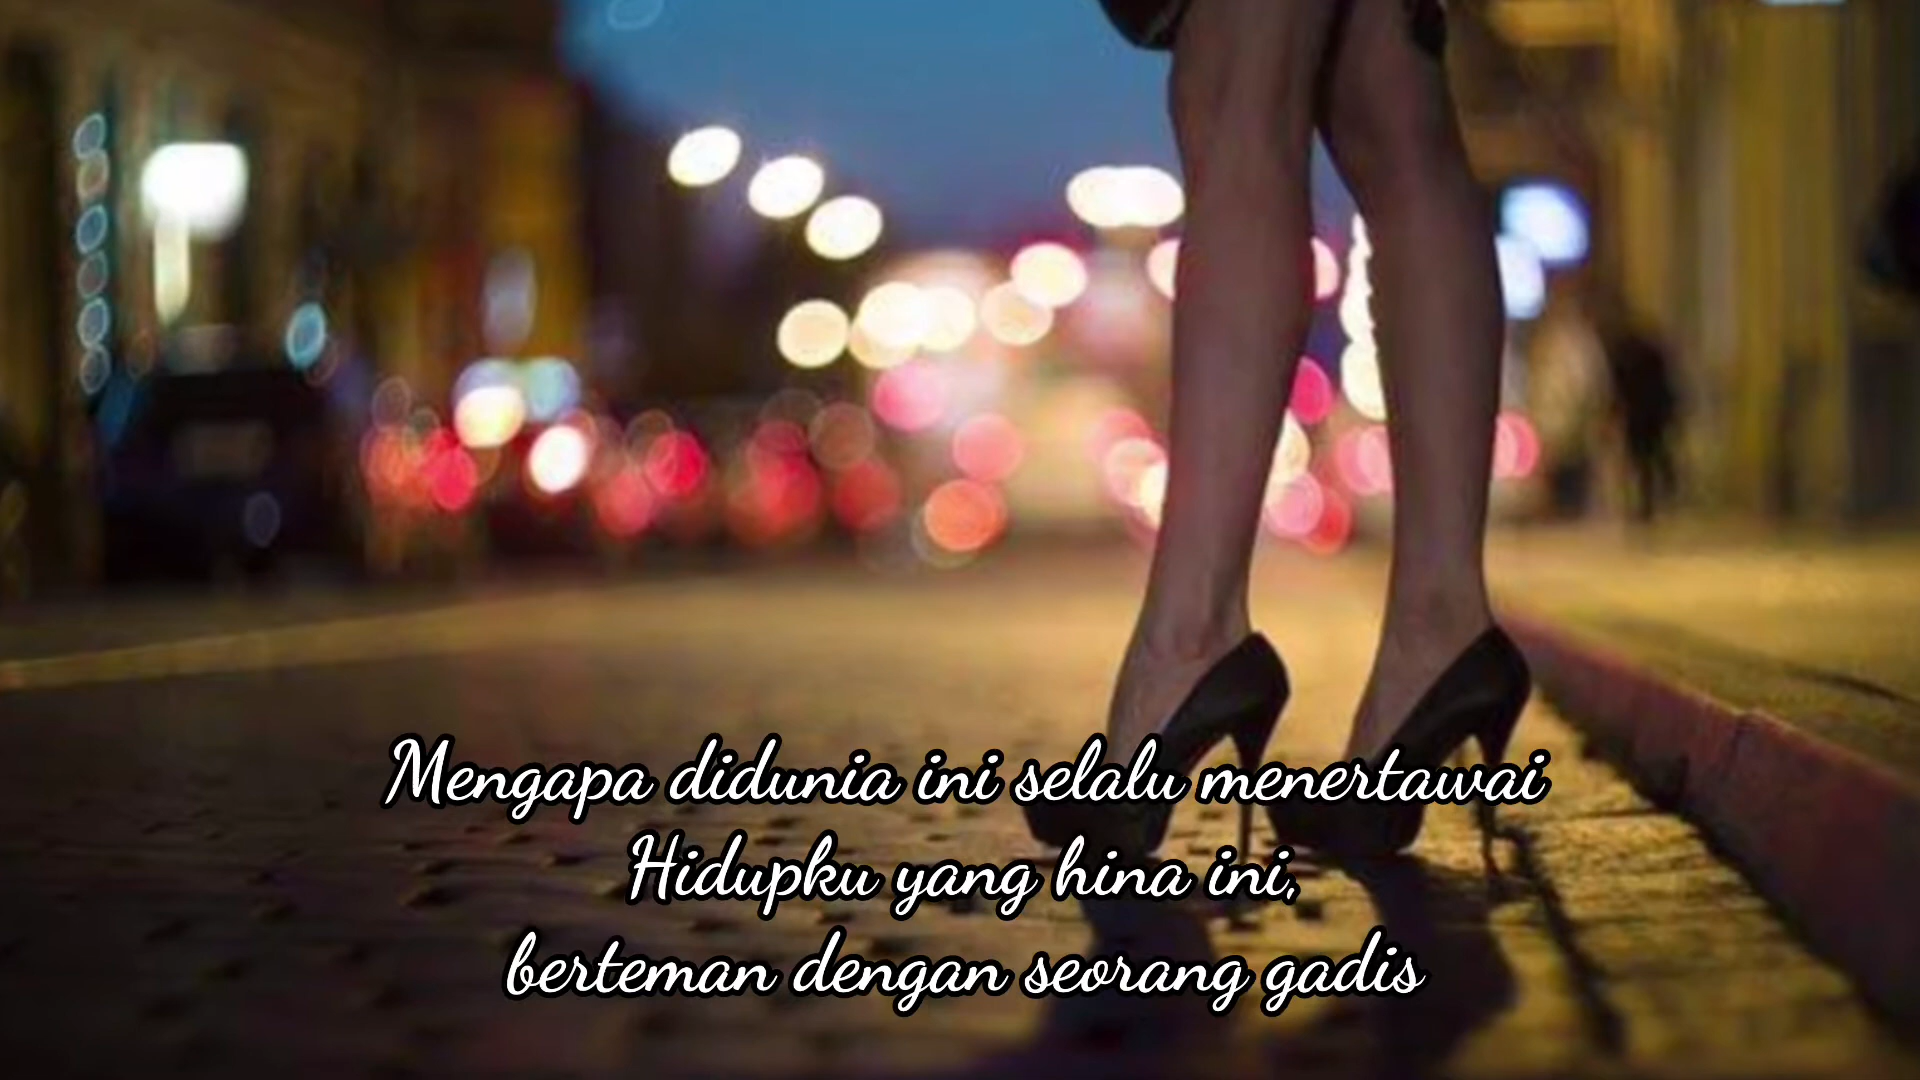 Mengapa didunia ini selalu menertawai
Hidupku yang hina ini,
berteman dengan seorang gadis